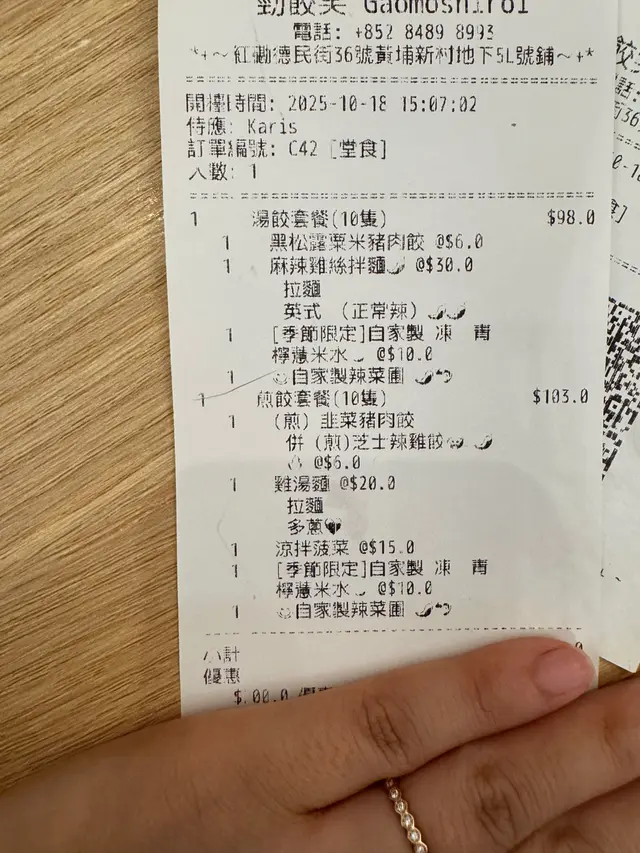 勁餃笑 Gaomoshiroi
電話: +852 8489 8993
*+～紅磡德民街36號黃埔新村地下5L號鋪～+*
開檯時間: 2025-10-18 15:07:02
侍應: Karis
訂單編號: C42 [堂食]
人數: 1
1 湯餃套餐(10隻) $98.0
1 黑松露粟米豬肉餃 @$6.0
1 麻辣雞絲拌麵🌶 @$30.0
拉麵
英式 （正常辣）🌶🌶
1 [季節限定]自家製 凍 青
檸薏米水 @$10.0
1 自家製辣菜圃 🌶
1 煎餃套餐(10隻) $103.0
1 (煎) 韭菜豬肉餃
併 (煎)芝士辣雞餃 🌶
@$6.0
1 雞湯麵 @$20.0
拉麵
多蔥
1 涼拌菠菜 @$15.0
1 [季節限定]自家製 凍 青
檸薏米水 @$10.0
1 自家製辣菜圃 🌶
小計
優惠